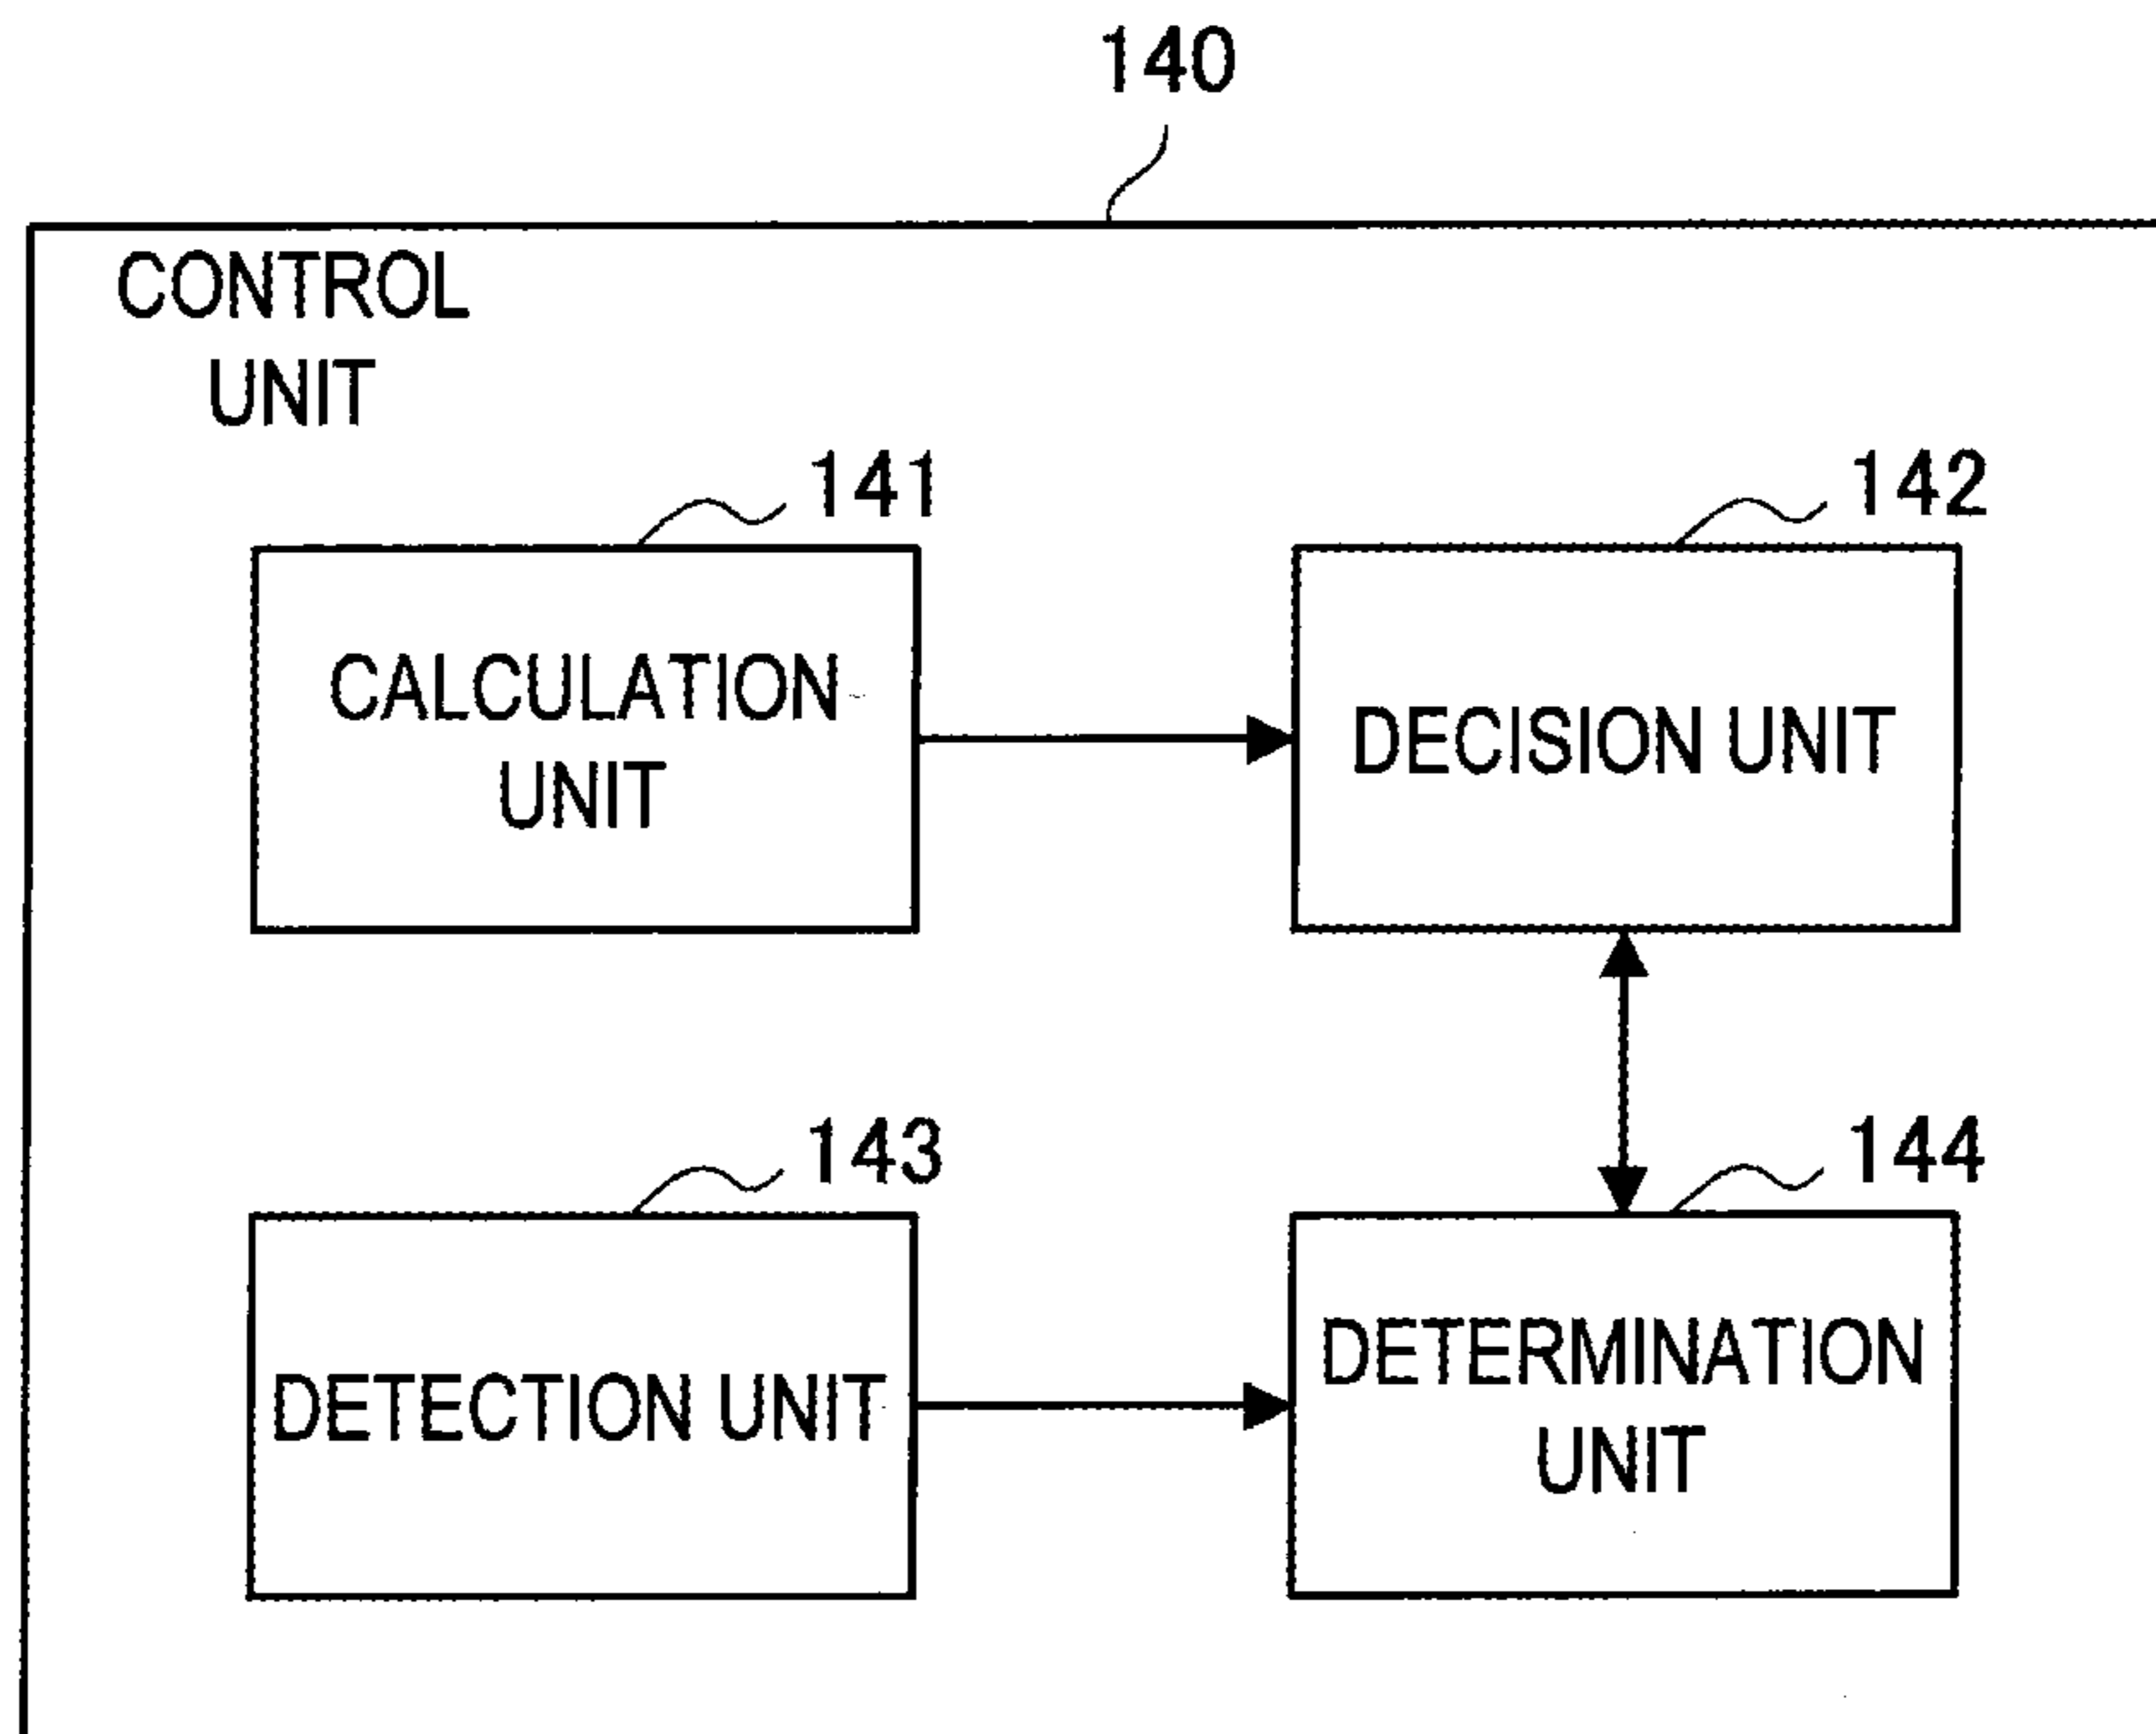 140
CONTROL
UNIT
141
142
CALCULATION
UNIT
DECISION UNIT
143
144
DETECTION UNIT
DETERMINATION
UNIT